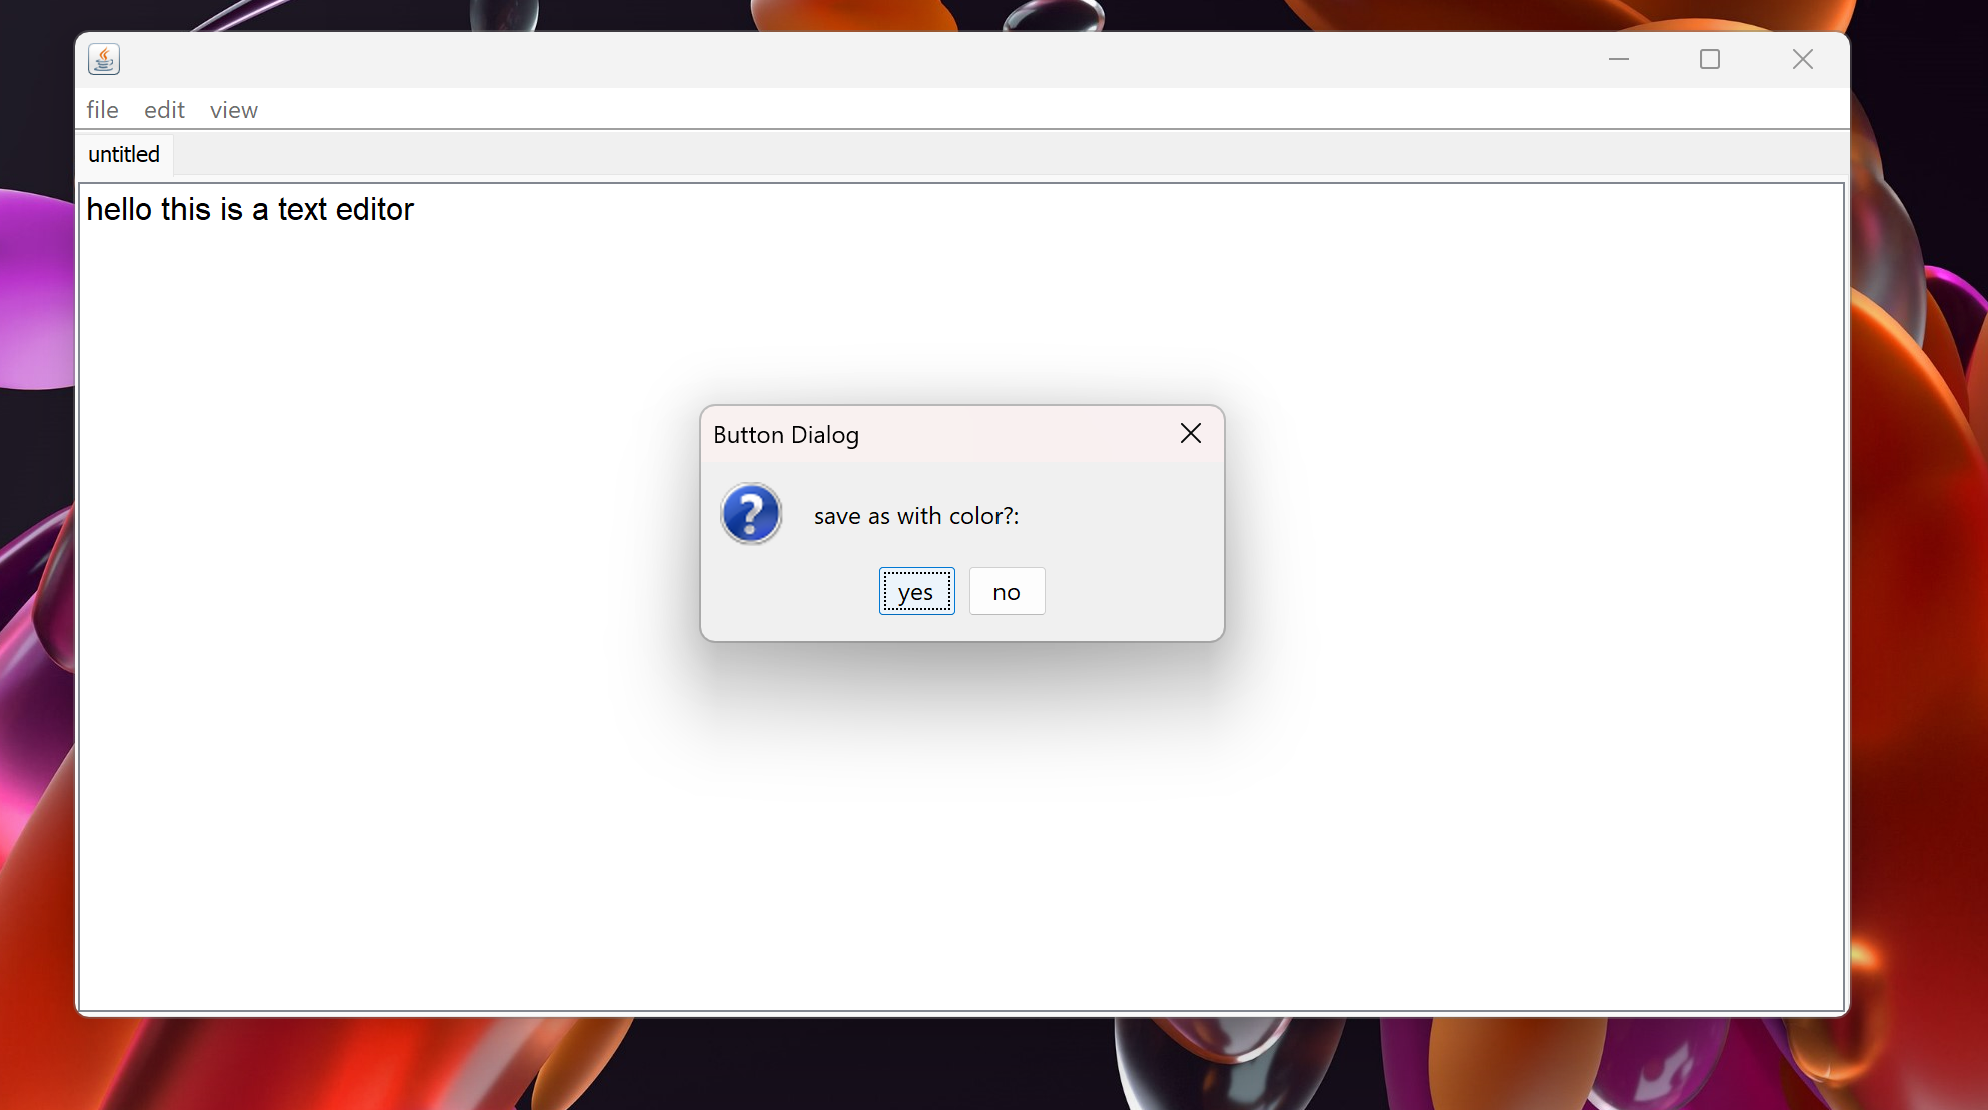 file edit view
untitled
hello this is a text editor
Button Dialog
?
save as with color?:
yes no